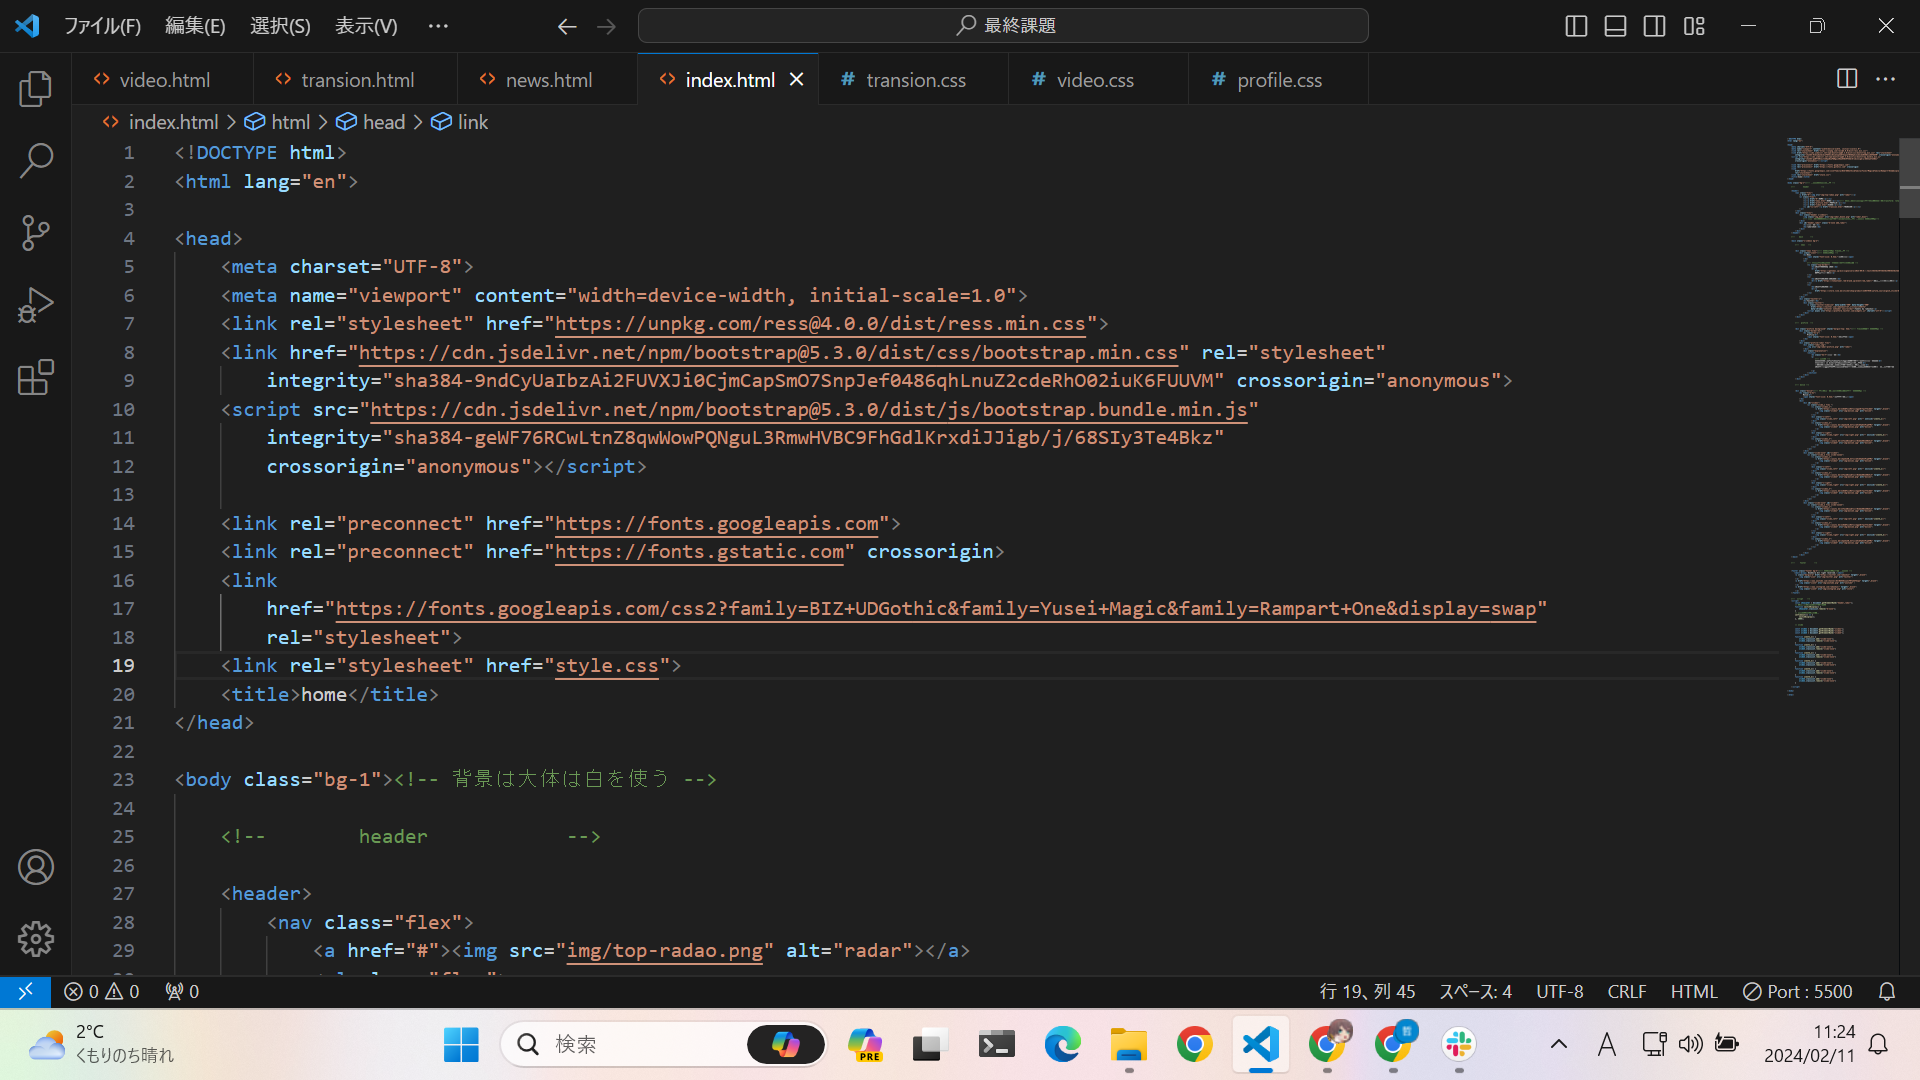 ファイル(F) 編集(E) 選択(S) 表示(V) ··· 最終課題
video.html transion.html news.html index.html # transion.css # video.css # profile.css
index.html > html > head > link
1 <!DOCTYPE html>
2 <html lang="en">
3
4 <head>
5 <meta charset="UTF-8">
6 <meta name="viewport" content="width=device-width, initial-scale=1.0">
7 <link rel="stylesheet" href="https://unpkg.com/ress@4.0.0/dist/ress.min.css">
8 <link href="https://cdn.jsdelivr.net/npm/bootstrap@5.3.0/dist/css/bootstrap.min.css" rel="stylesheet"
9 integrity="sha384-9ndCyUaIbzAi2FUVXJi0CjmCapSmO7SnpJef0486qhLnuZ2cdeRhO02iuK6FUUVM" crossorigin="anonymous">
10 <script src="https://cdn.jsdelivr.net/npm/bootstrap@5.3.0/dist/js/bootstrap.bundle.min.js"
11 integrity="sha384-geWF76RCwLtnZ8qwWowPQNguL3RmwHVBC9FhGdlKrxdiJJigb/j/68SIy3Te4Bkz"
12 crossorigin="anonymous"></script>
13
14 <link rel="preconnect" href="https://fonts.googleapis.com">
15 <link rel="preconnect" href="https://fonts.gstatic.com" crossorigin>
16 <link
17 href="https://fonts.googleapis.com/css2?family=BIZ+UDGothic&family=Yusei+Magic&family=Rampart+One&display=swap"
18 rel="stylesheet">
19 <link rel="stylesheet" href="style.css">
20 <title>home</title>
21 </head>
22
23 <body class="bg-1"><!-- 背景は大体は白を使う -->
24
25 <!-- header -->
26
27 <header>
28 <nav class="flex">
29 <a href="#"><img src="img/top-radao.png" alt="radar"></a>
0 0 0 行 19、列 45 スペース: 4 UTF-8 CRLF HTML Port : 5500
2°C
くもりのち晴れ
検索
PRE
A
11:24
2024/02/11